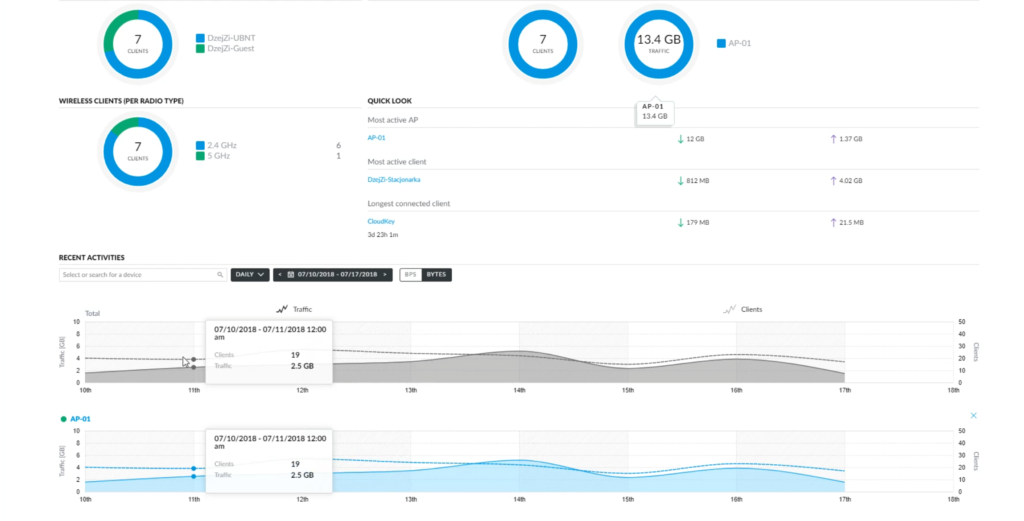 7
CLIENTS
DzejZi-UBNT
DzejZi-Guest
7
CLIENTS
13.4 GB
TRAFFIC
AP-01
AP-01
13.4 GB
WIRELESS CLIENTS (PER RADIO TYPE)
7
CLIENTS
2.4 GHz 6
5 GHz 1
QUICK LOOK
Most active AP
AP-01 12 GB 1.37 GB
Most active client
DzejZi-Stacjonarka 812 MB 4.02 GB
Longest connected client
CloudKey 179 MB 21.5 MB
3d 23h 1m
RECENT ACTIVITIES
Select or search for a device DAILY 07/10/2018 - 07/17/2018 BPS BYTES
Total Traffic Clients
10 8 6 4 2 0
Traffic [GB]
50 40 30 20 10 0
Clients
07/10/2018 - 07/11/2018 12:00
am
Clients 19
Traffic 2.5 GB
10th 11th 12th 13th 14th 15th 16th 17th 18th
AP-01
10 8 6 4 2 0
Traffic [GB]
50 40 30 20 10 0
Clients
07/10/2018 - 07/11/2018 12:00
am
Clients 19
Traffic 2.5 GB
10th 11th 12th 13th 14th 15th 16th 17th 18th